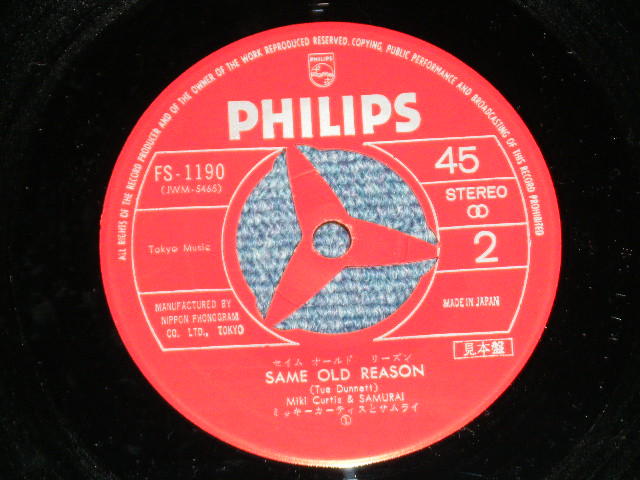 ALL RIGHTS OF THE RECORD PRODUCER AND OF THE OWNER OF THE WORK REPRODUCED RESERVED. COPYING, PUBLIC PERFORMANCE AND BROADCASTING OF THIS RECORD PROHIBITED
PHILIPS
PHILIPS
FS-1190
(JWM-5465)
45
STEREO
2
Tokyo Music
MANUFACTURED BY
NIPPON PHONOGRAM
CO. LTD., TOKYO
MADE IN JAPAN
見本盤
セイム オールド リーズン
SAME OLD REASON
(Tue Dunnett)
Miki Curtis & SAMURAI
ミッキーカーティスとサムライ
①